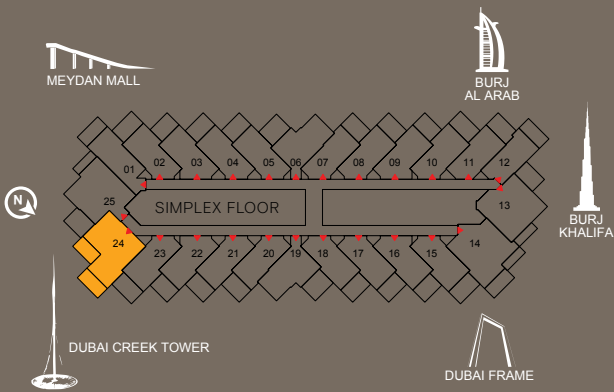 MEYDAN MALL
BURJ
AL ARAB
01 02 03 04 05 06 07 08 09 10 11 12
N
25
SIMPLEX FLOOR
13
BURJ
KHALIFA
24
14
23 22 21 20 19 18 17 16 15
DUBAI CREEK TOWER
DUBAI FRAME